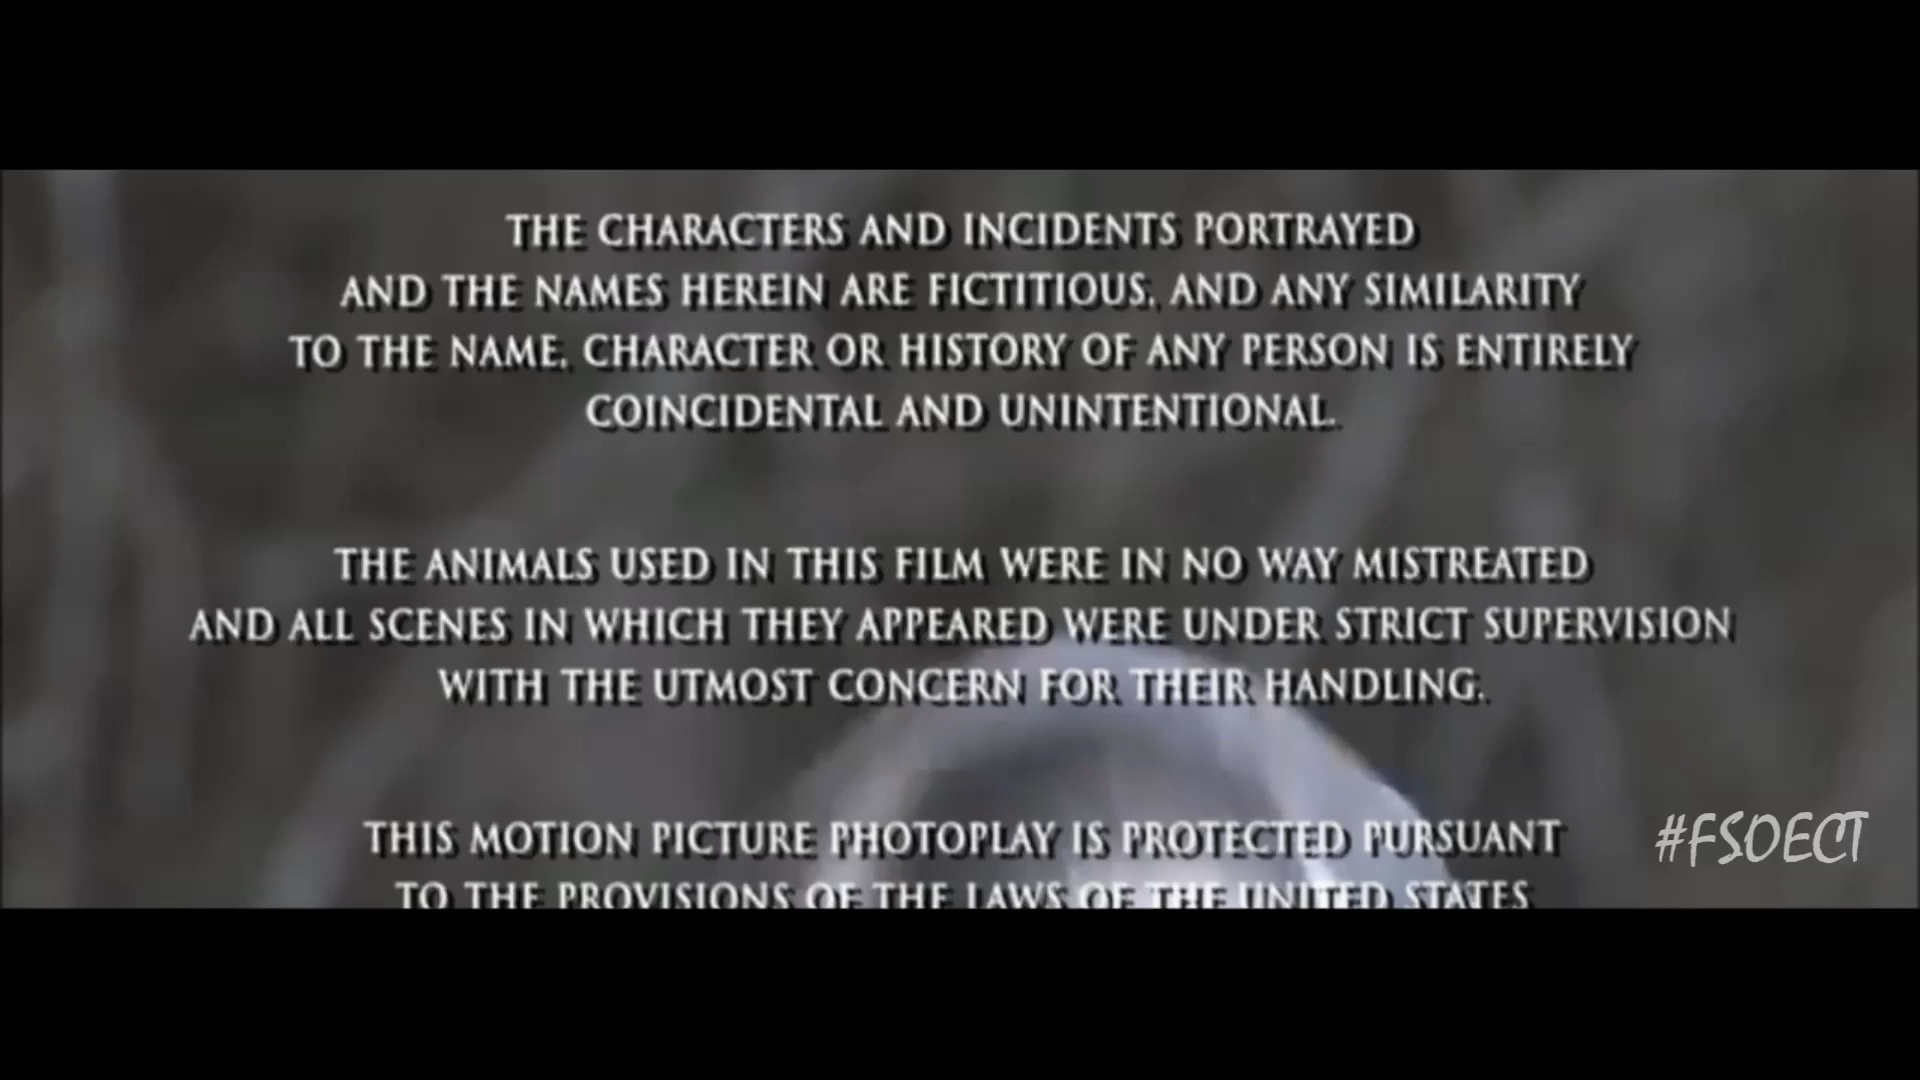 THE CHARACTERS AND INCIDENTS PORTRAYED
AND THE NAMES HEREIN ARE FICTITIOUS, AND ANY SIMILARITY
TO THE NAME, CHARACTER OR HISTORY OF ANY PERSON IS ENTIRELY
COINCIDENTAL AND UNINTENTIONAL.
THE ANIMALS USED IN THIS FILM WERE IN NO WAY MISTREATED
AND ALL SCENES IN WHICH THEY APPEARED WERE UNDER STRICT SUPERVISION
WITH THE UTMOST CONCERN FOR THEIR HANDLING.
THIS MOTION PICTURE PHOTOPLAY IS PROTECTED PURSUANT
TO THE PROVISIONS OF THE LAWS OF THE UNITED STATES
#FSOECT